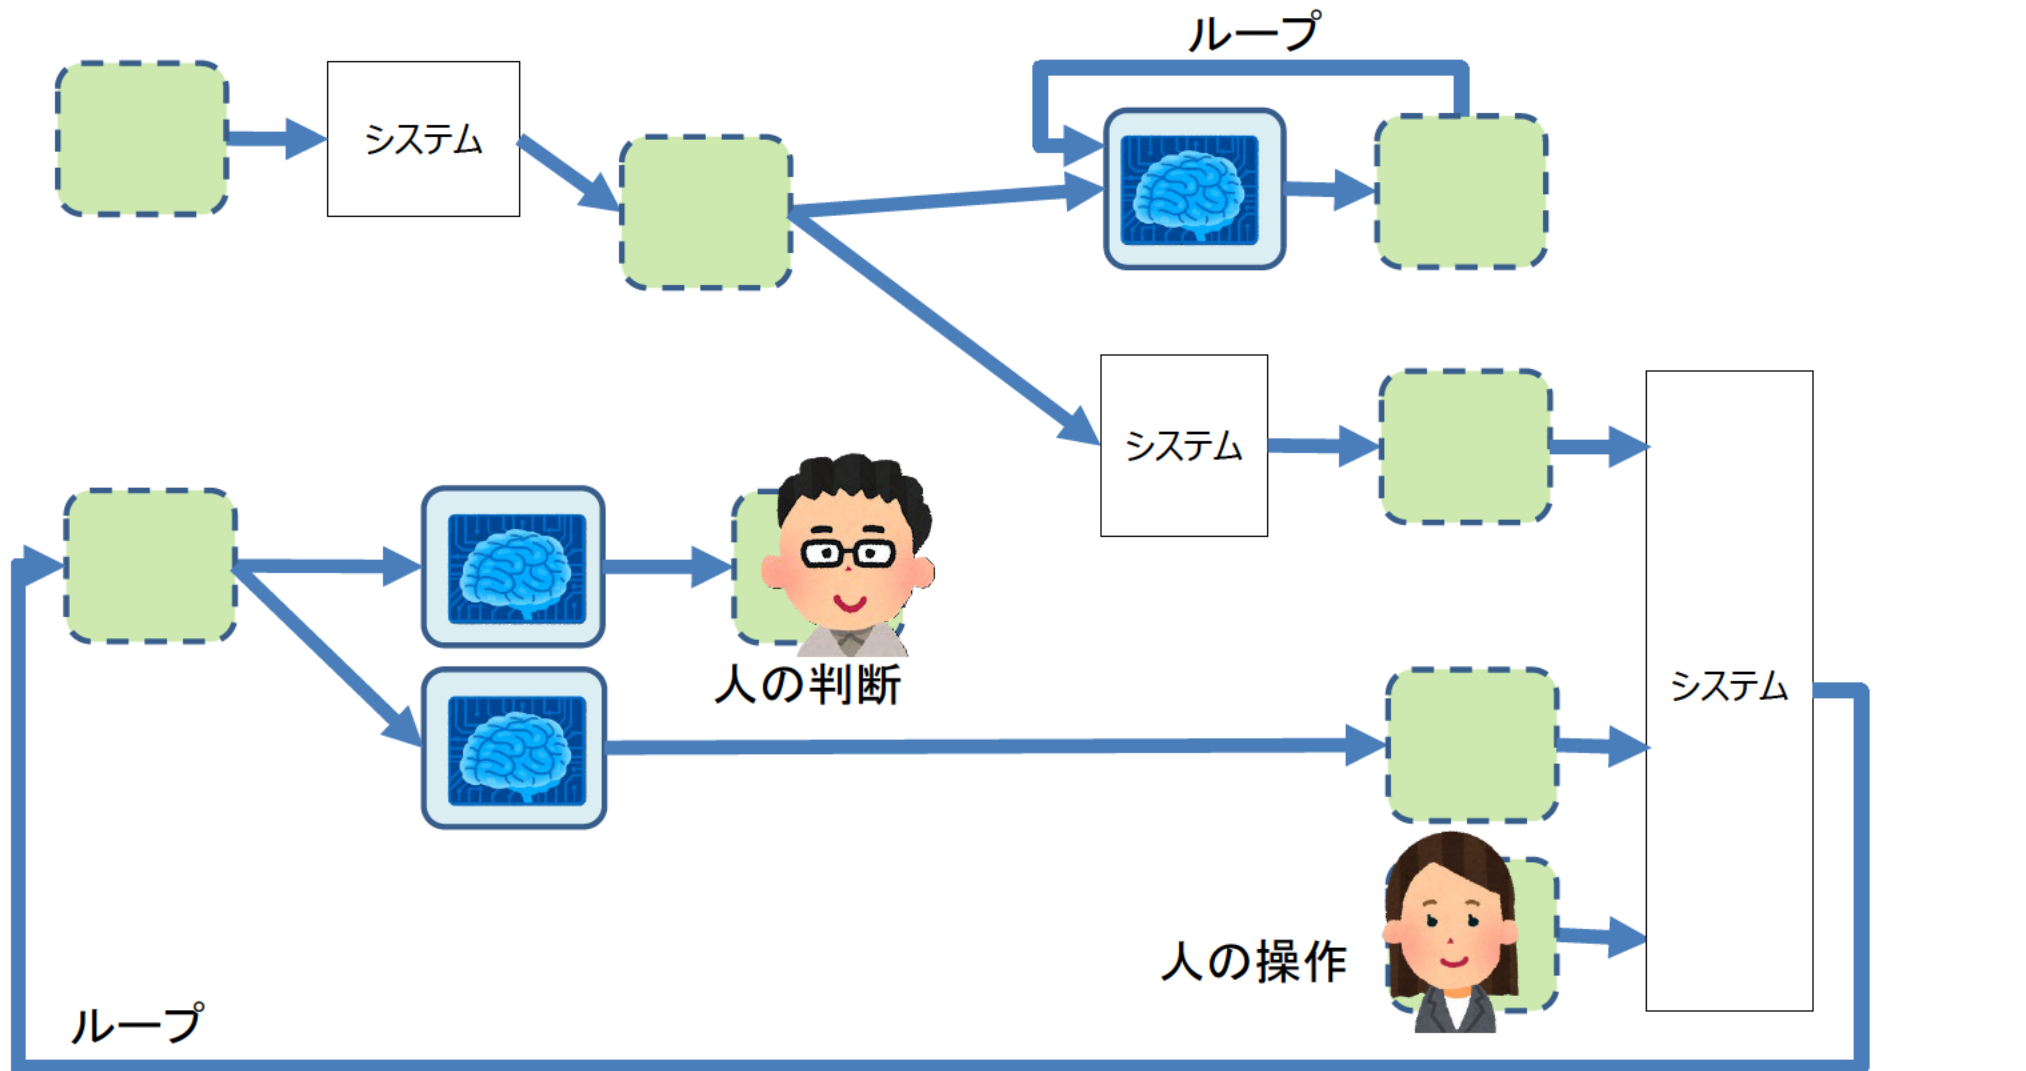 ループ
システム
システム
システム
人の判断
人の操作
ループ